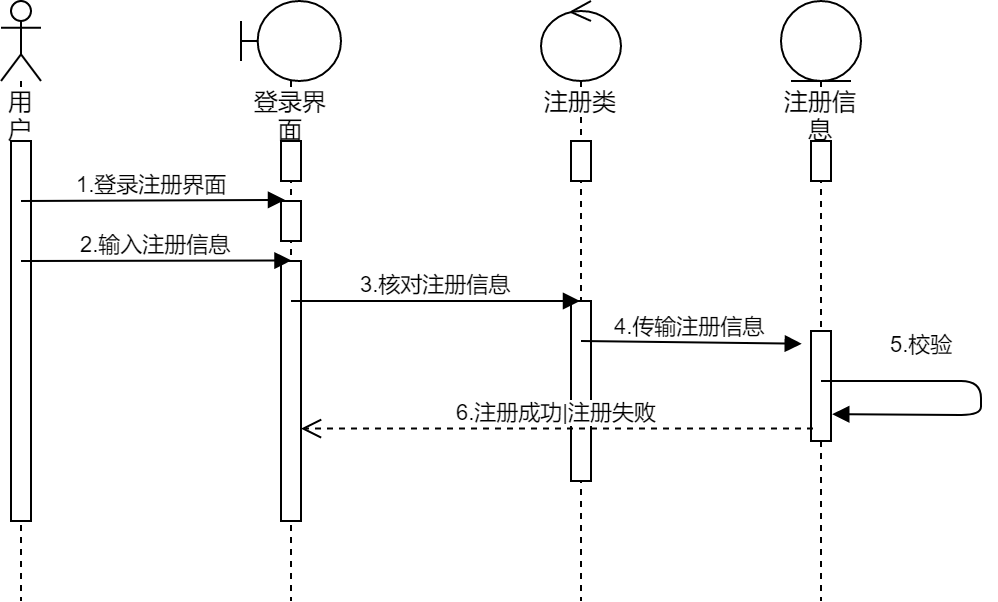 用
户
登录界
面
注册类
注册信
息
1.登录注册界面
2.输入注册信息
3.核对注册信息
4.传输注册信息
5.校验
6.注册成功|注册失败